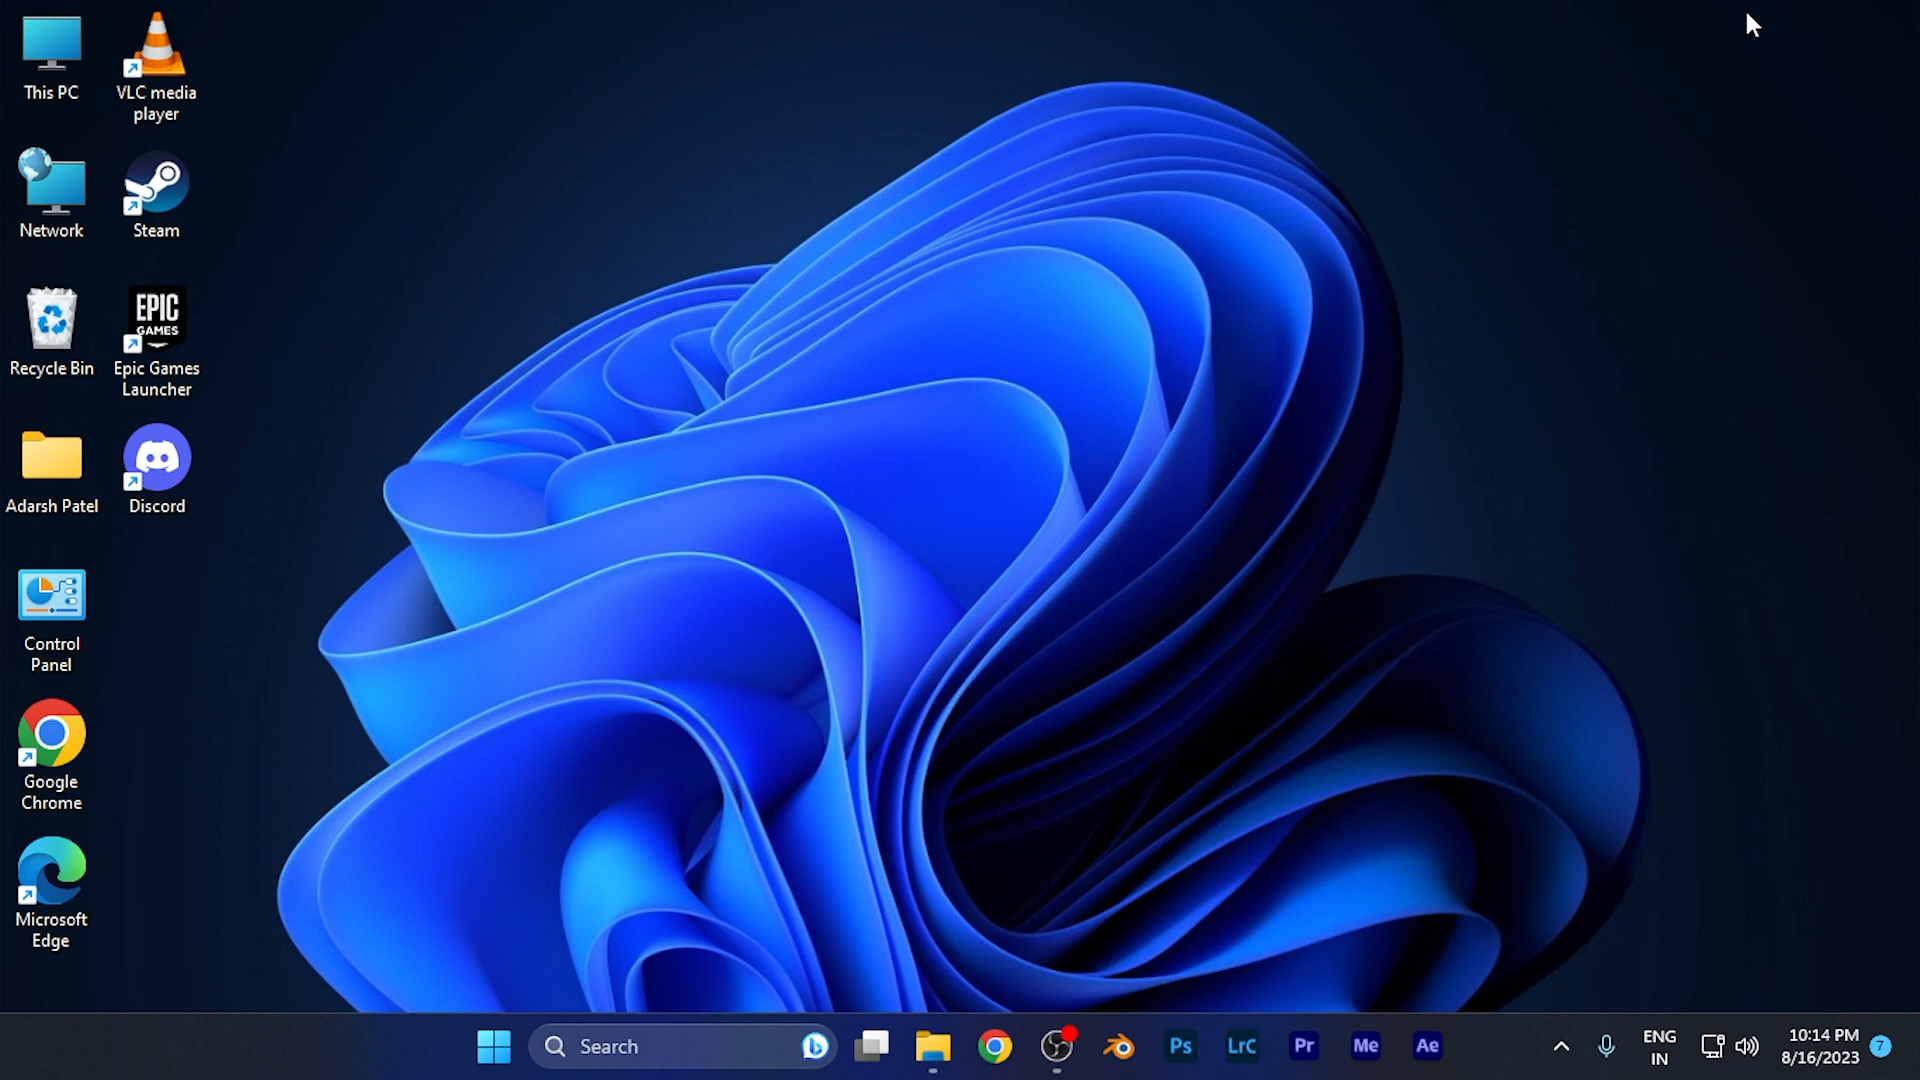 This PC
VLC media
player
Network
Steam
Recycle Bin
EPIC
GAMES
Epic Games
Launcher
Adarsh Patel
Discord
Control
Panel
Google
Chrome
Microsoft
Edge
Search
Ps
LrC
Pr
Me
Ae
ENG
IN
10:14 PM
8/16/2023
7